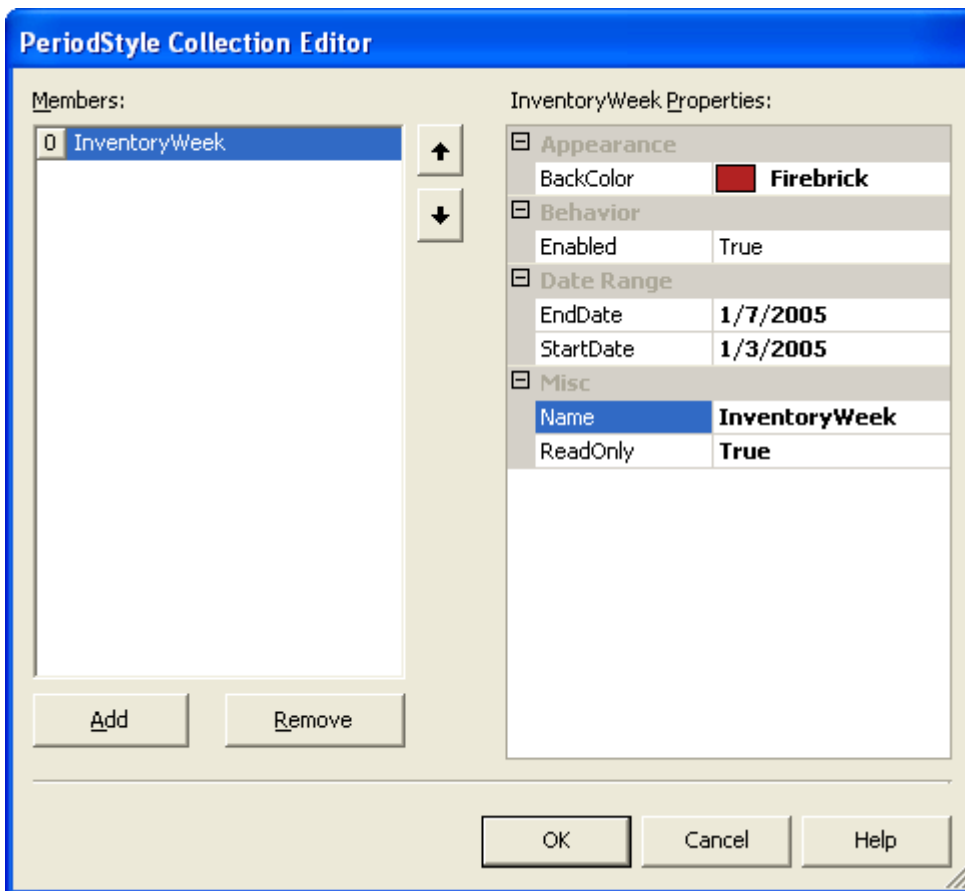 PeriodStyle Collection Editor
Members:
0 InventoryWeek
Add Remove
InventoryWeek Properties:
Appearance
BackColor Firebrick
Behavior
Enabled True
Date Range
EndDate 1/7/2005
StartDate 1/3/2005
Misc
Name InventoryWeek
ReadOnly True
OK Cancel Help